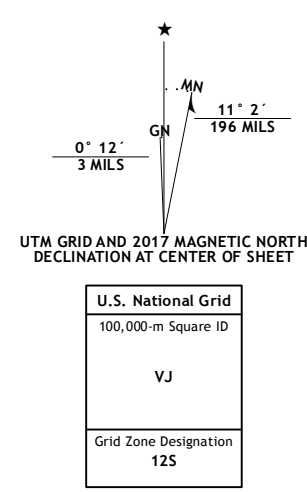 ★
MN
GN
11° 2´
196 MILS
0° 12´
3 MILS
UTM GRID AND 2017 MAGNETIC NORTH
DECLINATION AT CENTER OF SHEET
U.S. National Grid
100,000-m Square ID
VJ
Grid Zone Designation
12S